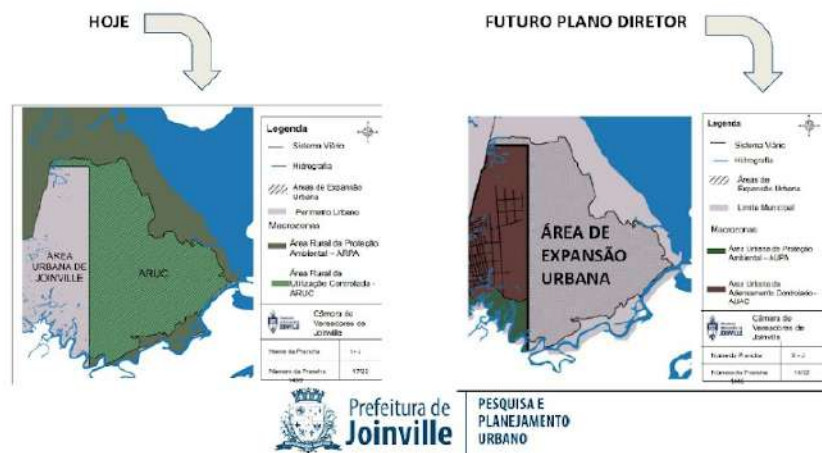 HOJE
FUTURO PLANO DIRETOR
ÁREA
URBANA DE
JOINVILLE
ARUC
Legenda
Sistema Viário
Hidrografia
Áreas de Expansão
Urbana
Perímetro Urbano
Macrozonas
Área Rural de Proteção
Ambiental - ARPA
Área Rural de
Utilização Controlada -
ARUC
Câmara de
Vereadores de
Joinville
ÁREA DE
EXPANSÃO
URBANA
Legenda
Sistema Viário
Hidrografia
Áreas de
Expansão Urbana
Limite Municipal
Macrozonas
Área Urbana de Proteção
Ambiental - AUPA
Área Urbana de
Adensamento Controlado -
AUAC
Câmara de
Vereadores de
Joinville
Prefeitura de
Joinville
PESQUISA E
PLANEJAMENTO
URBANO